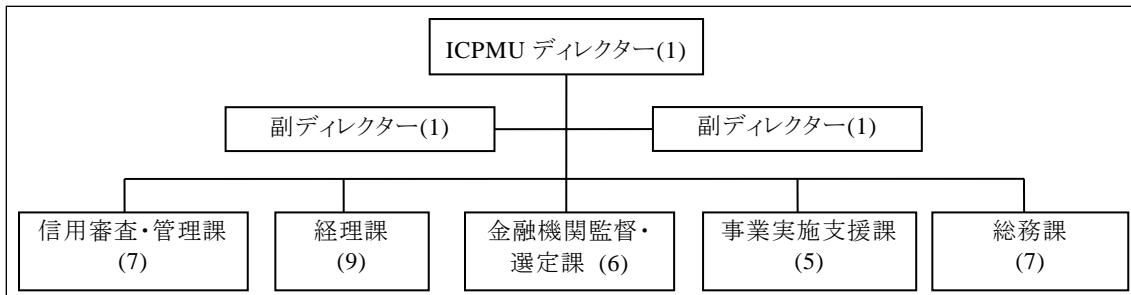 ICPMU ディレクター(1)
副ディレクター(1)
副ディレクター(1)
信用審査・管理課
(7)
経理課
(9)
金融機関監督・
選定課 (6)
事業実施支援課
(5)
総務課
(7)